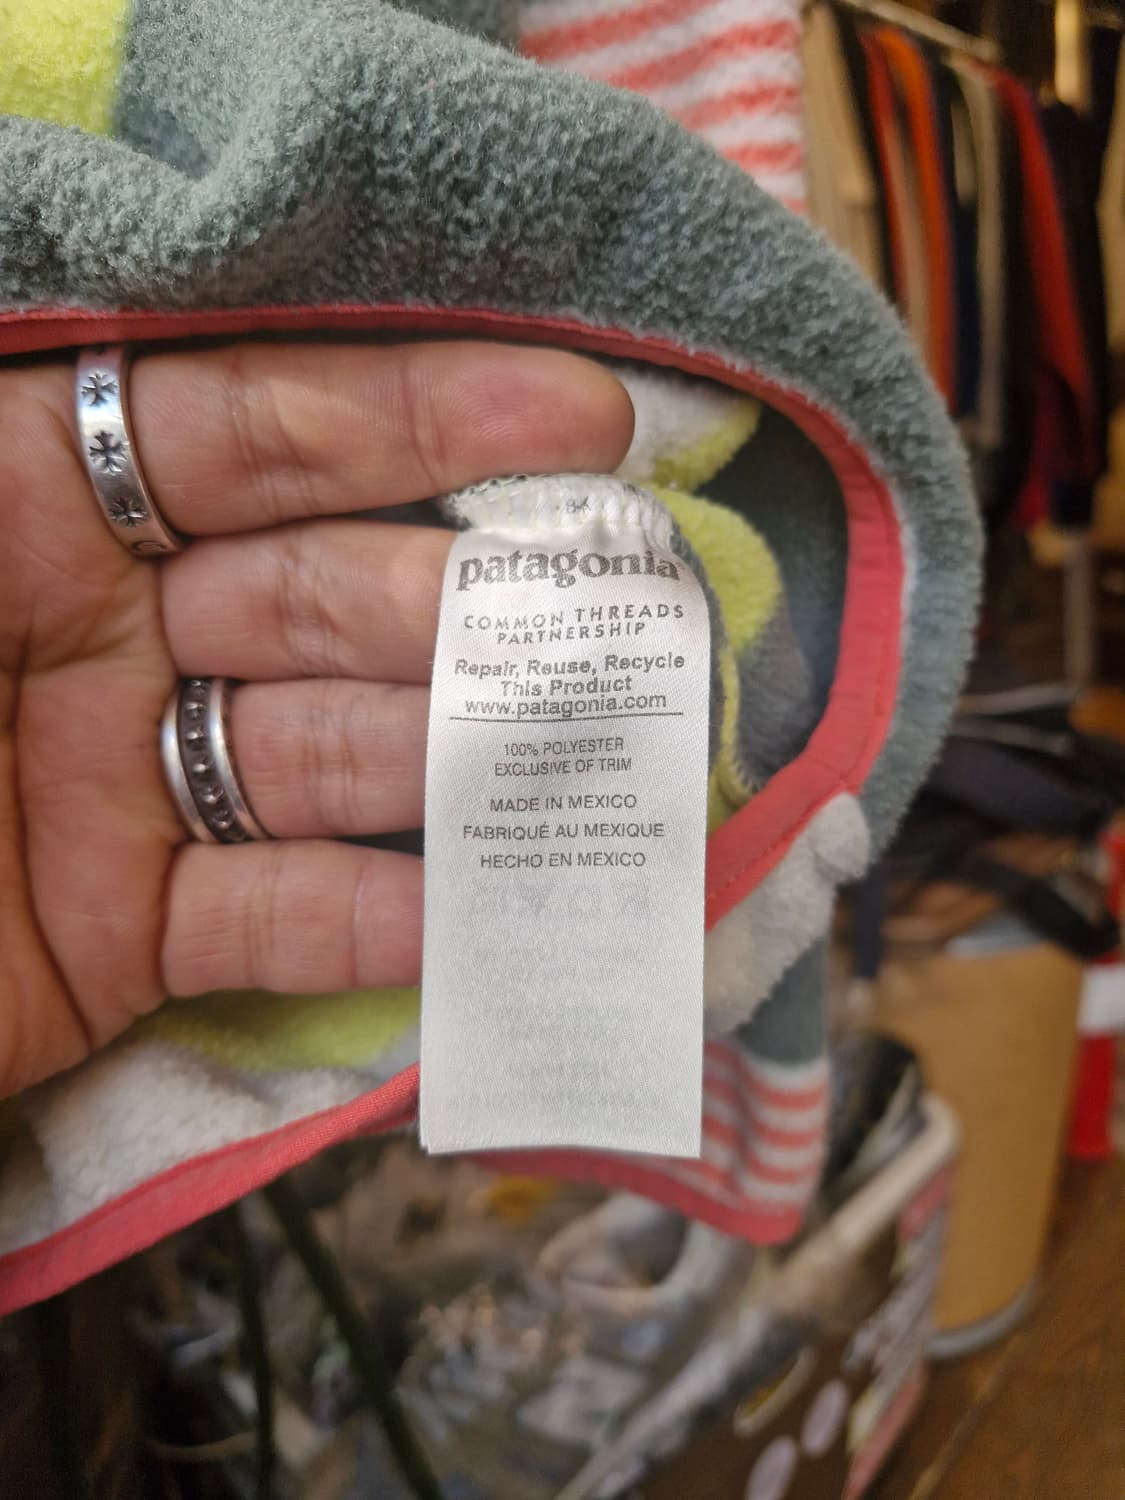 patagonia
COMMON THREADS
PARTNERSHIP
Repair, Reuse, Recycle
This Product
www.patagonia.com
100% POLYESTER
EXCLUSIVE OF TRIM
MADE IN MEXICO
FABRIQUÉ AU MEXIQUE
HECHO EN MEXICO